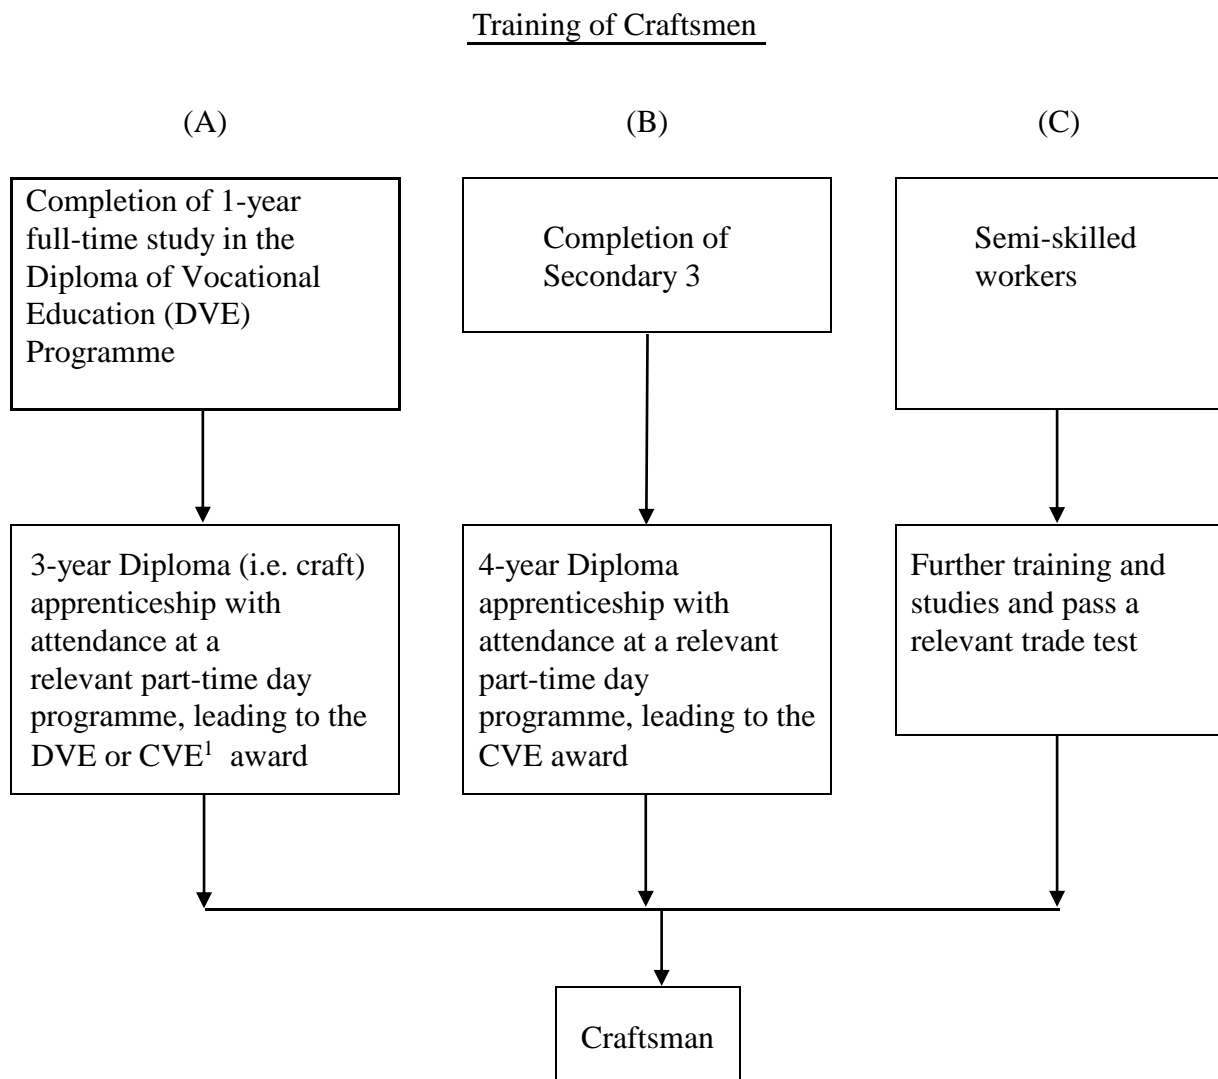 Training of Craftsmen
(A)
(B)
(C)
Completion of 1-year
full-time study in the
Diploma of Vocational
Education (DVE)
Programme
Completion of
Secondary 3
Semi-skilled
workers
3-year Diploma (i.e. craft)
apprenticeship with
attendance at a
relevant part-time day
programme, leading to the
DVE or CVE¹ award
4-year Diploma
apprenticeship with
attendance at a relevant
part-time day
programme, leading to the
CVE award
Further training and
studies and pass a
relevant trade test
Craftsman